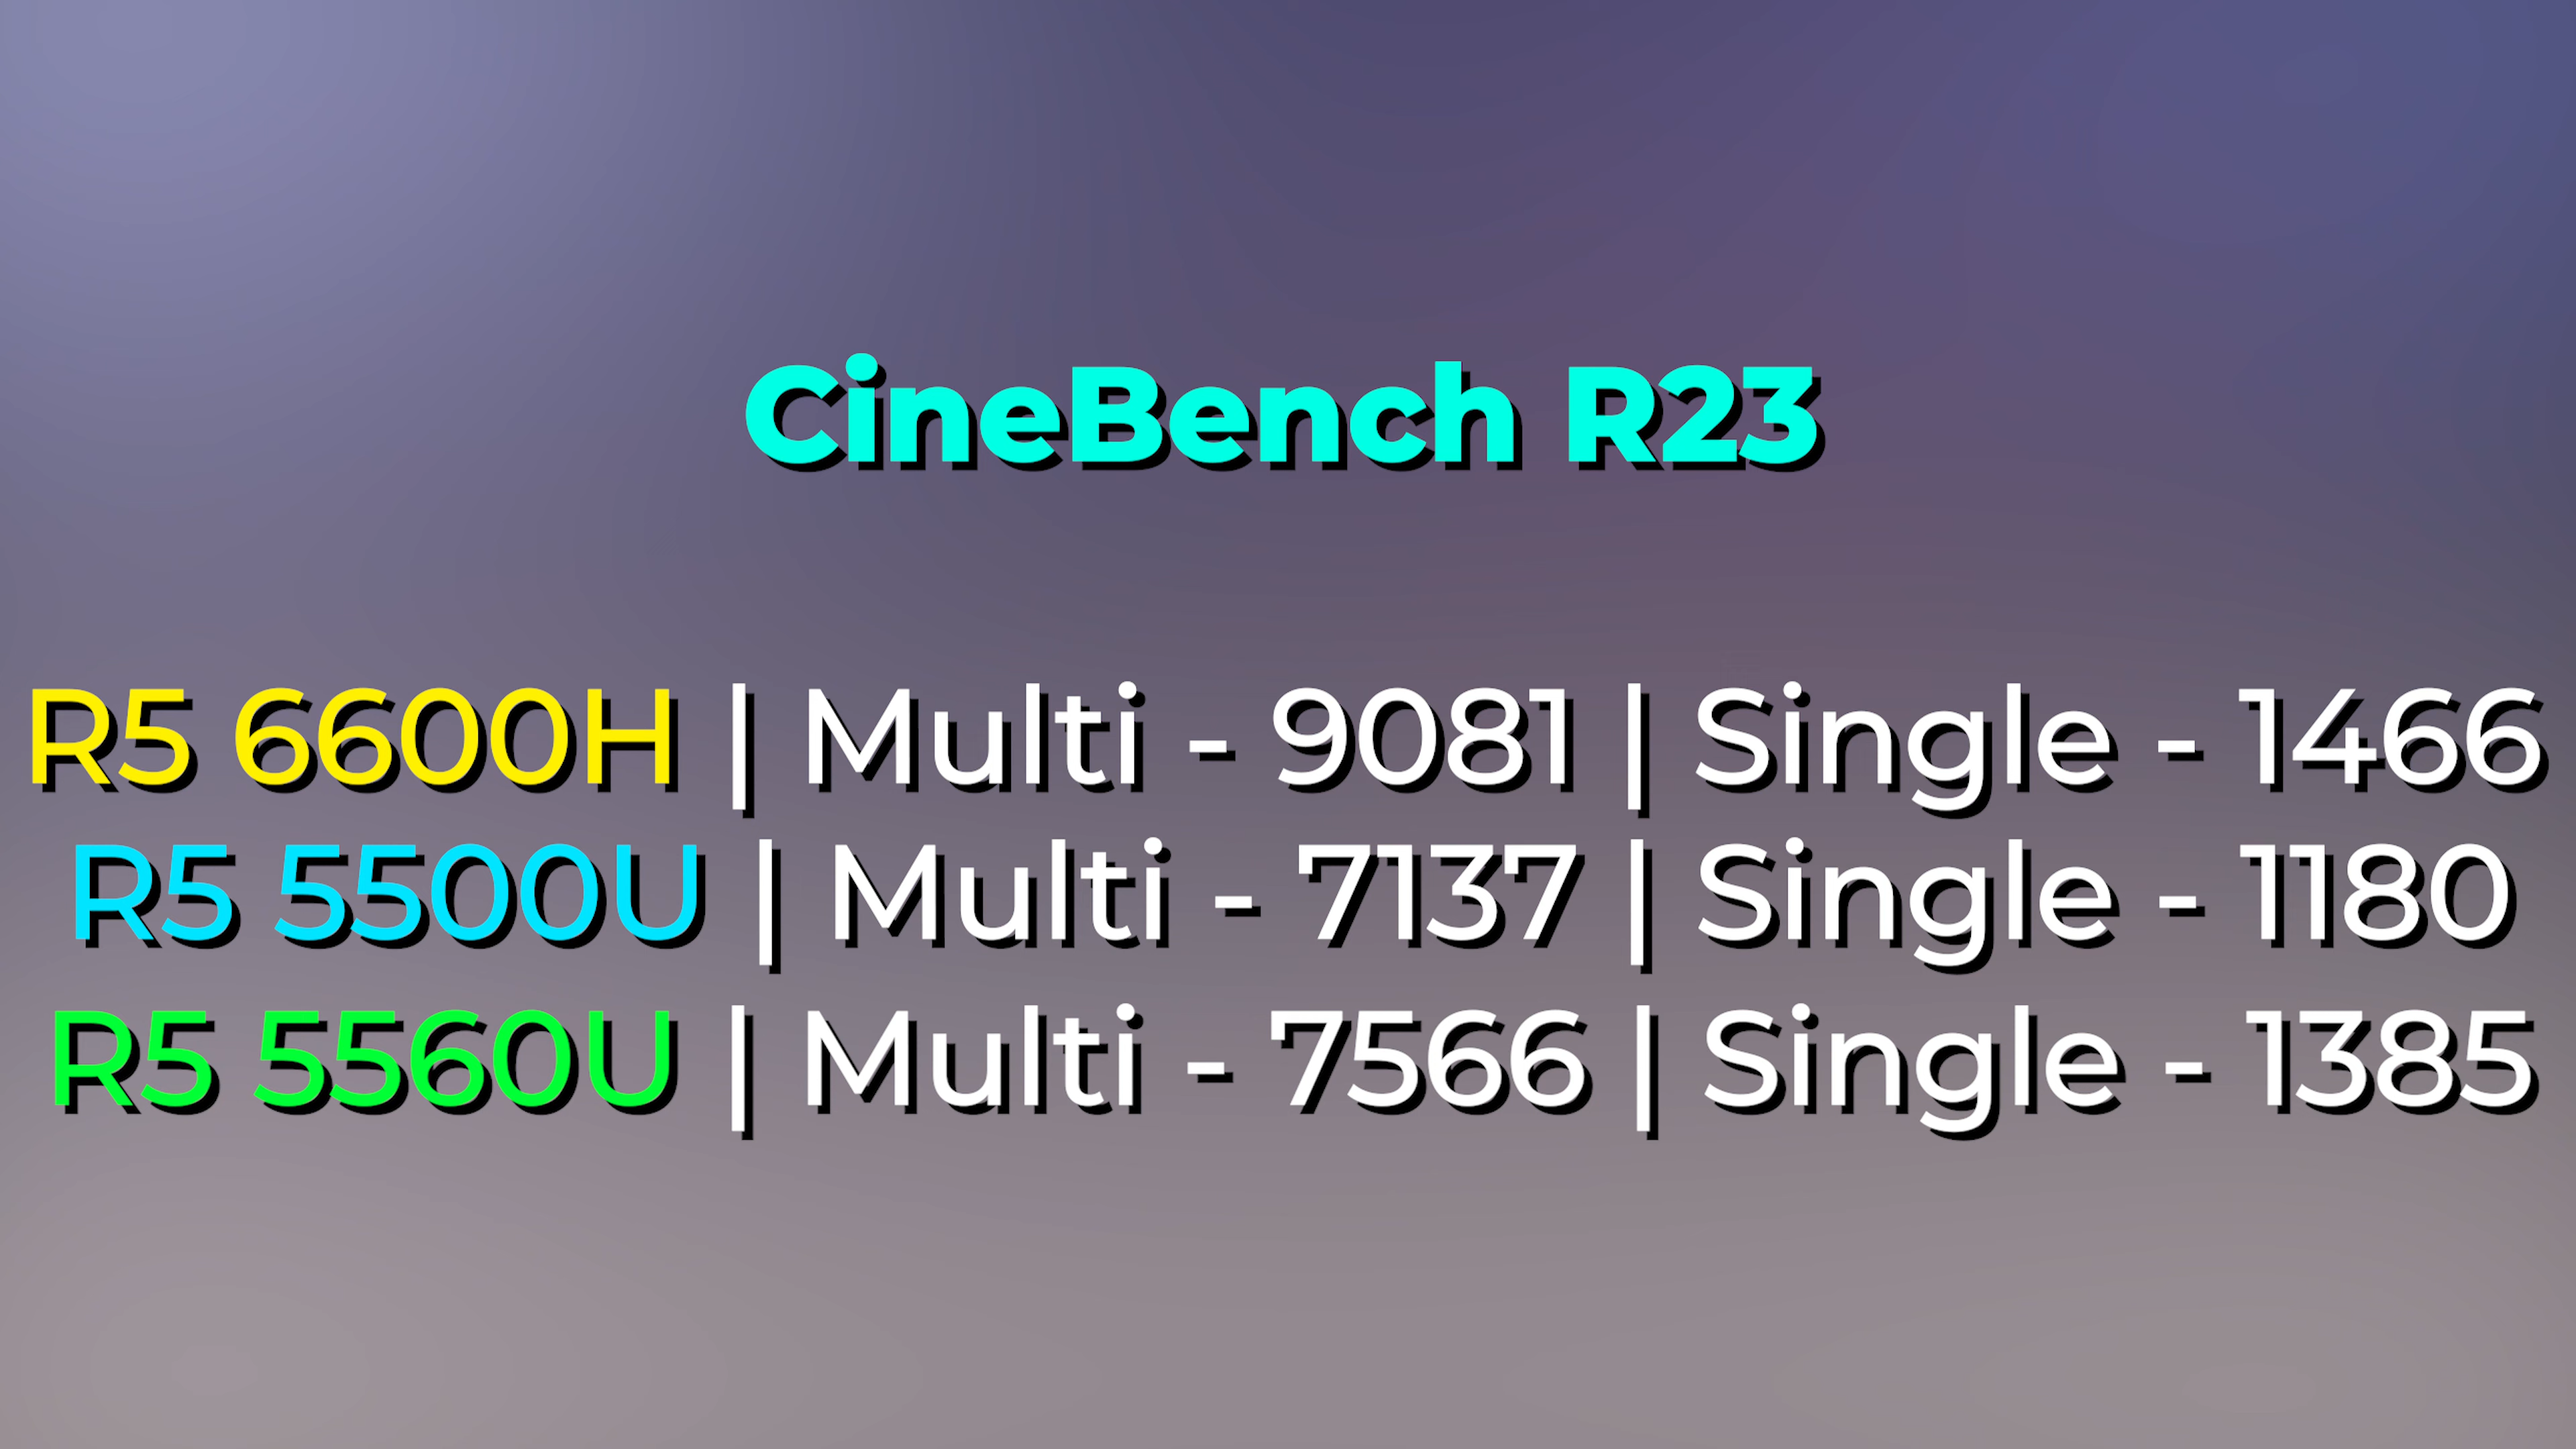 CineBench R23
R5 6600H | Multi - 9081 | Single - 1466
R5 5500U | Multi - 7137 | Single - 1180
R5 5560U | Multi - 7566 | Single - 1385